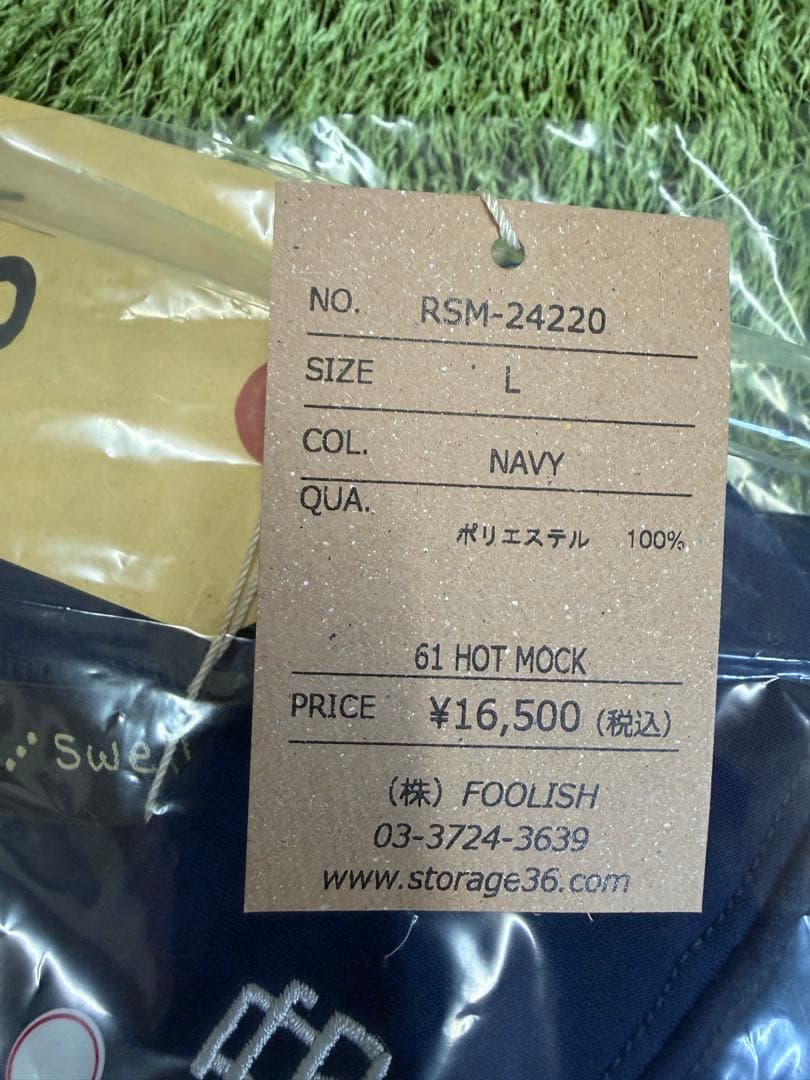 NO. RSM-24220
SIZE L
COL. NAVY
QUA.
ポリエステル 100%
61 HOT MOCK
PRICE ¥16,500 (税込)
(株) FOOLISH
03-3724-3639
www.storage36.com